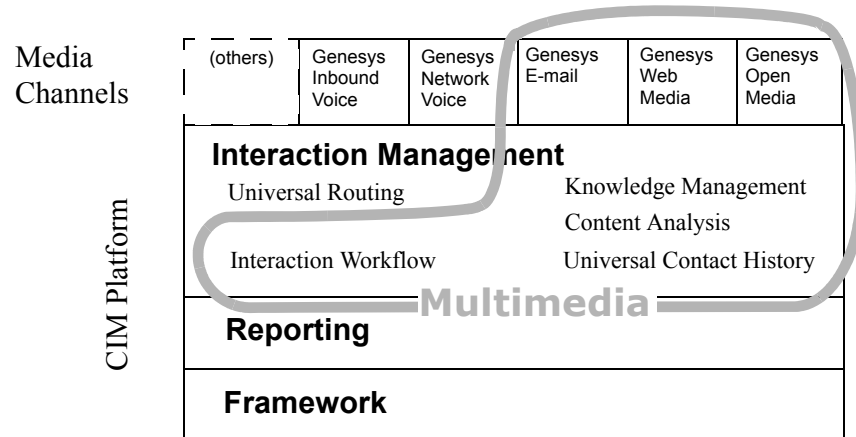 Media
Channels
(others)
Genesys
Inbound
Voice
Genesys
Network
Voice
Genesys
E-mail
Genesys
Web
Media
Genesys
Open
Media
CIM Platform
Interaction Management
Universal Routing
Knowledge Management
Content Analysis
Interaction Workflow
Universal Contact History
Multimedia
Reporting
Framework